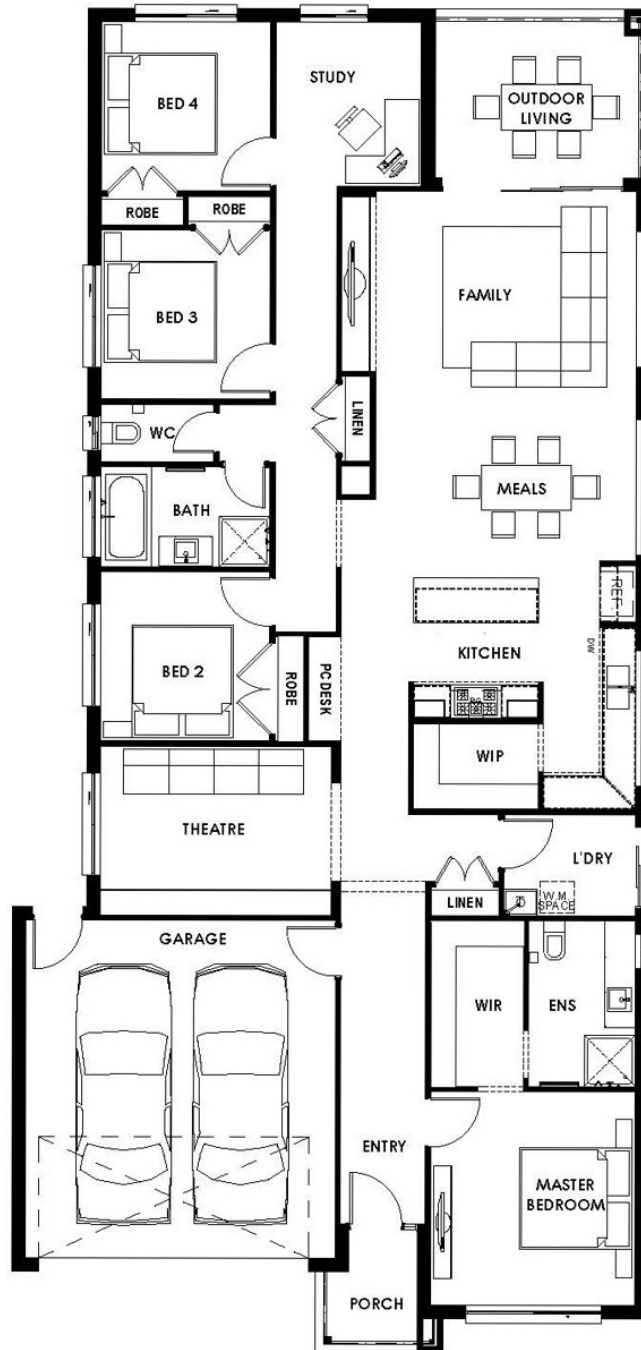 BED 4
STUDY
OUTDOOR
LIVING
ROBE
ROBE
BED 3
FAMILY
WC
LINEN
BATH
MEALS
REF.
BED 2
ROBE
PC DESK
KITCHEN
DW
WIP
THEATRE
L'DRY
LINEN
W.M.
SPACE
GARAGE
WIR
ENS
ENTRY
MASTER
BEDROOM
PORCH